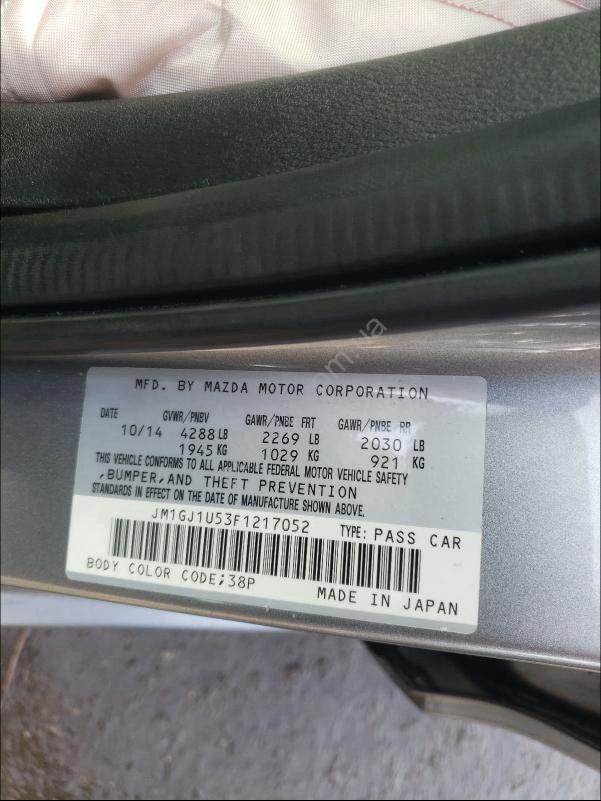 MFD. BY MAZDA MOTOR CORPORATION
DATE GVWR/PNBV GAWR/PNBE FRT GAWR/PNBE RR
10/14 4288 LB 2269 LB 2030 LB
1945 KG 1029 KG 921 KG
THIS VEHICLE CONFORMS TO ALL APPLICABLE FEDERAL MOTOR VEHICLE SAFETY
,BUMPER,AND THEFT PREVENTION
STANDARDS IN EFFECT ON THE DATE OF MANUFACTURE SHOWN ABOVE.
JM1GJ1U53F1217052 TYPE: PASS CAR
BODY COLOR CODE;38P MADE IN JAPAN